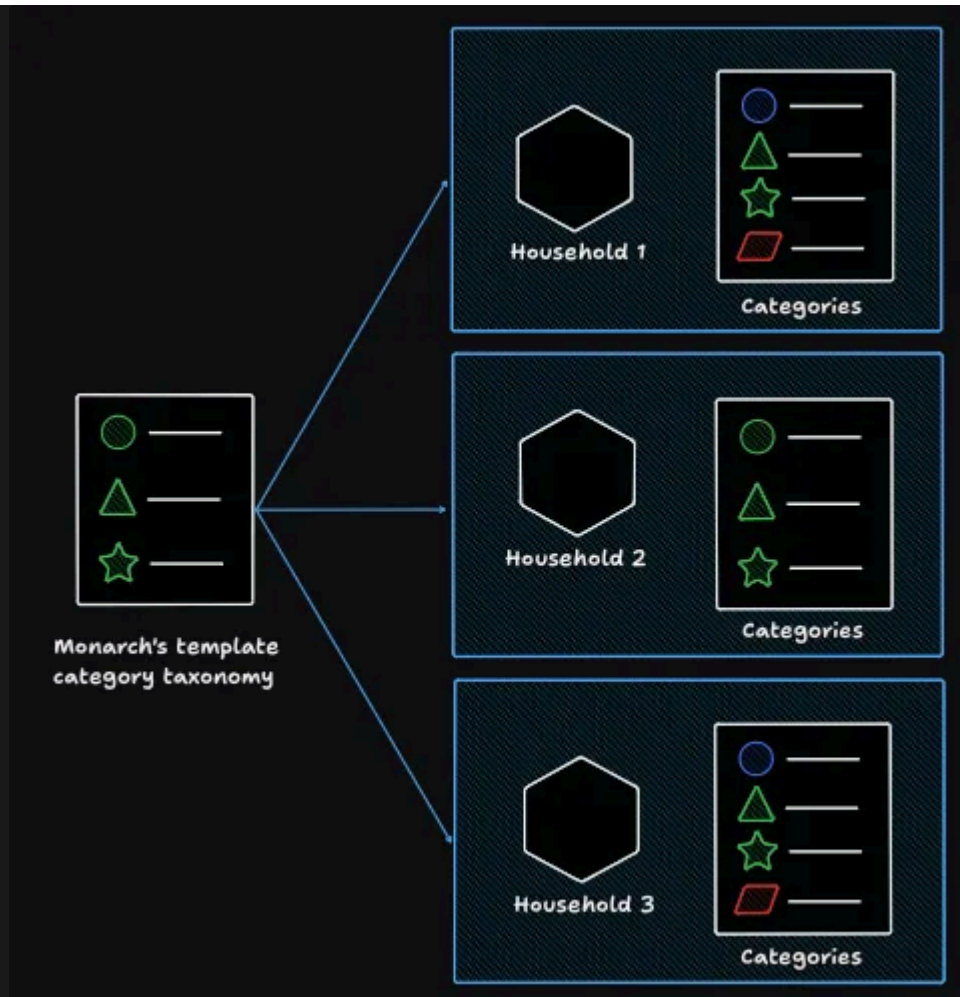 Household 1
Categories
Monarch's template
category taxonomy
Household 2
Categories
Household 3
Categories